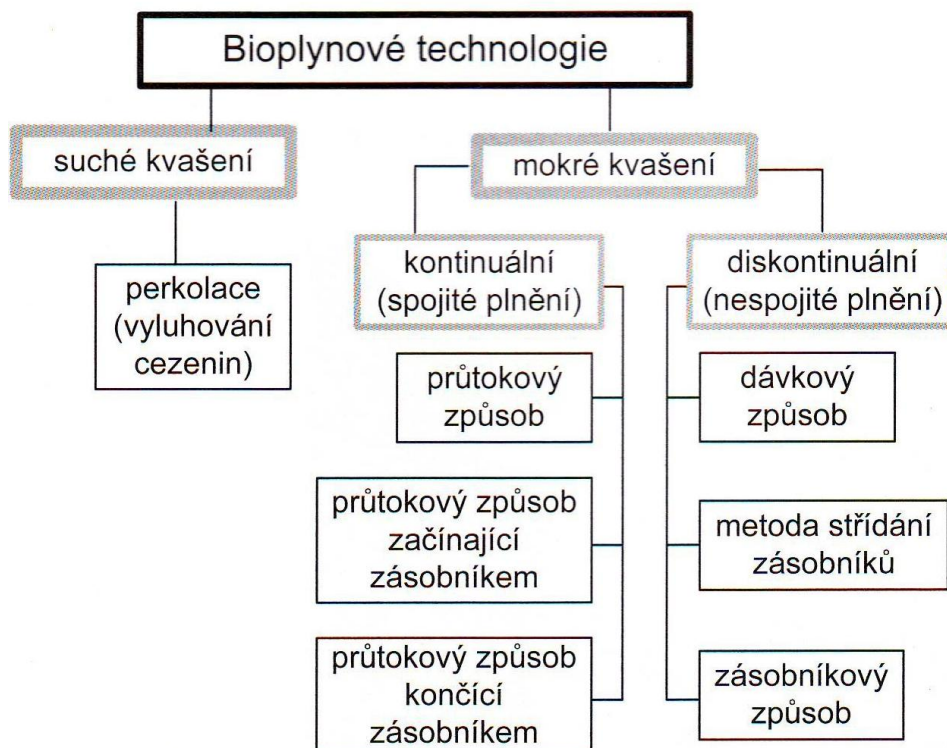 Bioplynové technologie
suché kvašení
mokré kvašení
perkolace
(vyluhování
cezenin)
kontinuální
(spojité plnění)
diskontinuální
(nespojité plnění)
průtokový
způsob
dávkový
způsob
průtokový způsob
začínající
zásobníkem
metoda střídání
zásobníků
průtokový způsob
končící
zásobníkem
zásobníkový
způsob